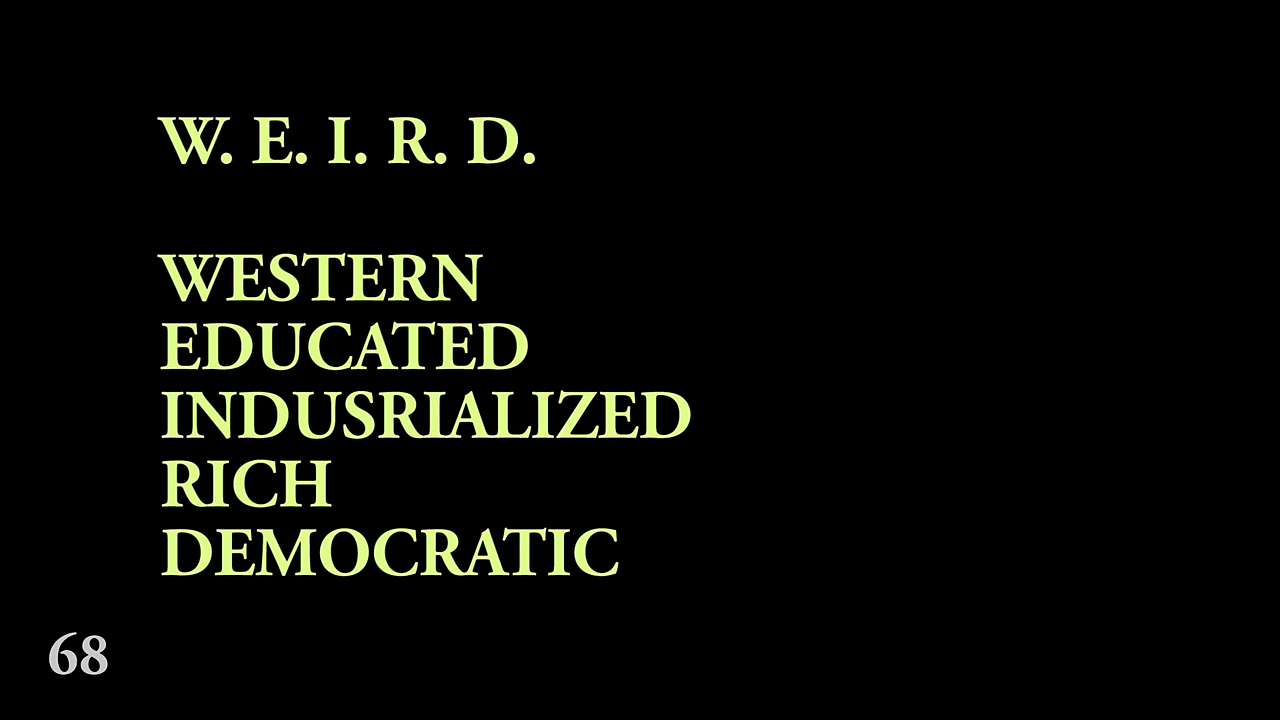 W. E. I. R. D.
WESTERN
EDUCATED
INDUSRIALIZED
RICH
DEMOCRATIC
68